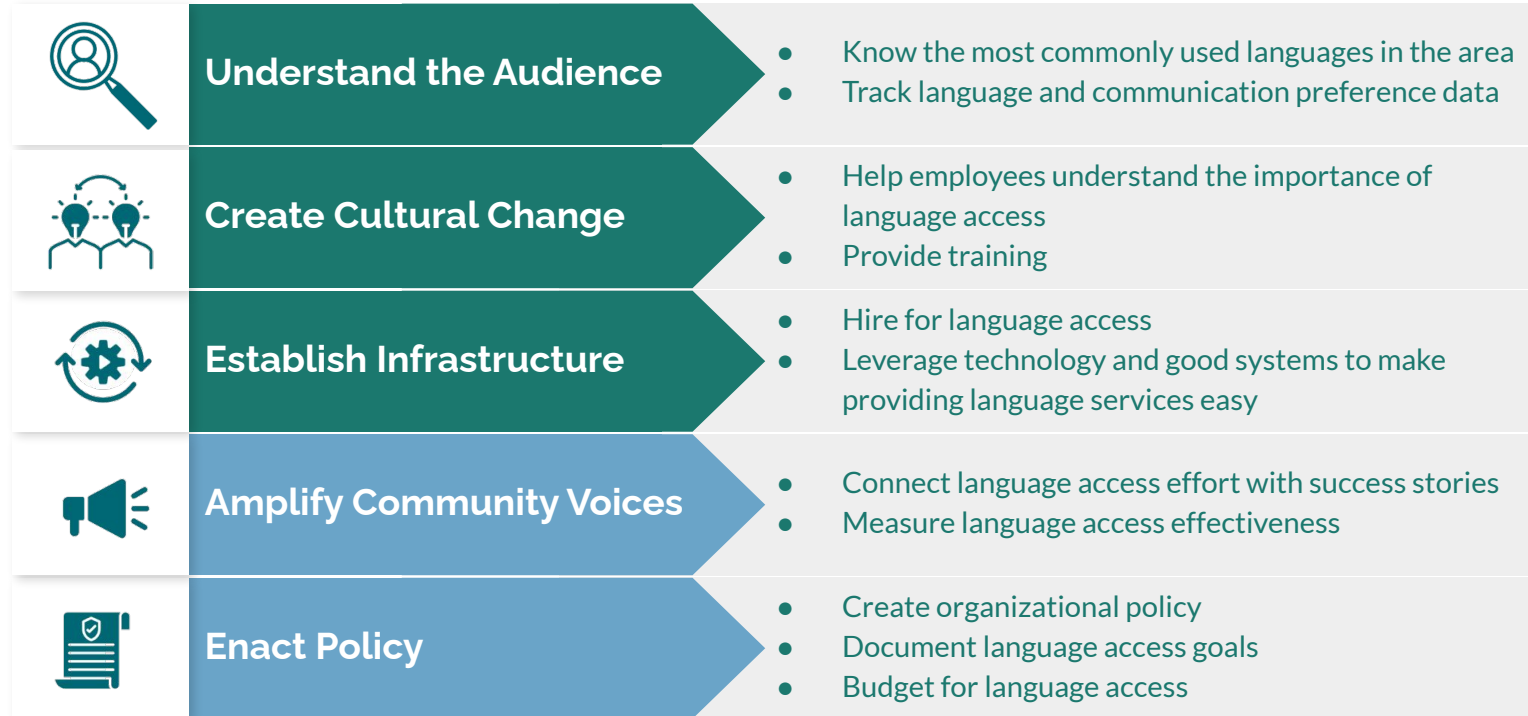 Understand the Audience
● Know the most commonly used languages in the area
● Track language and communication preference data
Create Cultural Change
● Help employees understand the importance of
language access
● Provide training
Establish Infrastructure
● Hire for language access
● Leverage technology and good systems to make
providing language services easy
Amplify Community Voices
● Connect language access effort with success stories
● Measure language access effectiveness
Enact Policy
● Create organizational policy
● Document language access goals
● Budget for language access